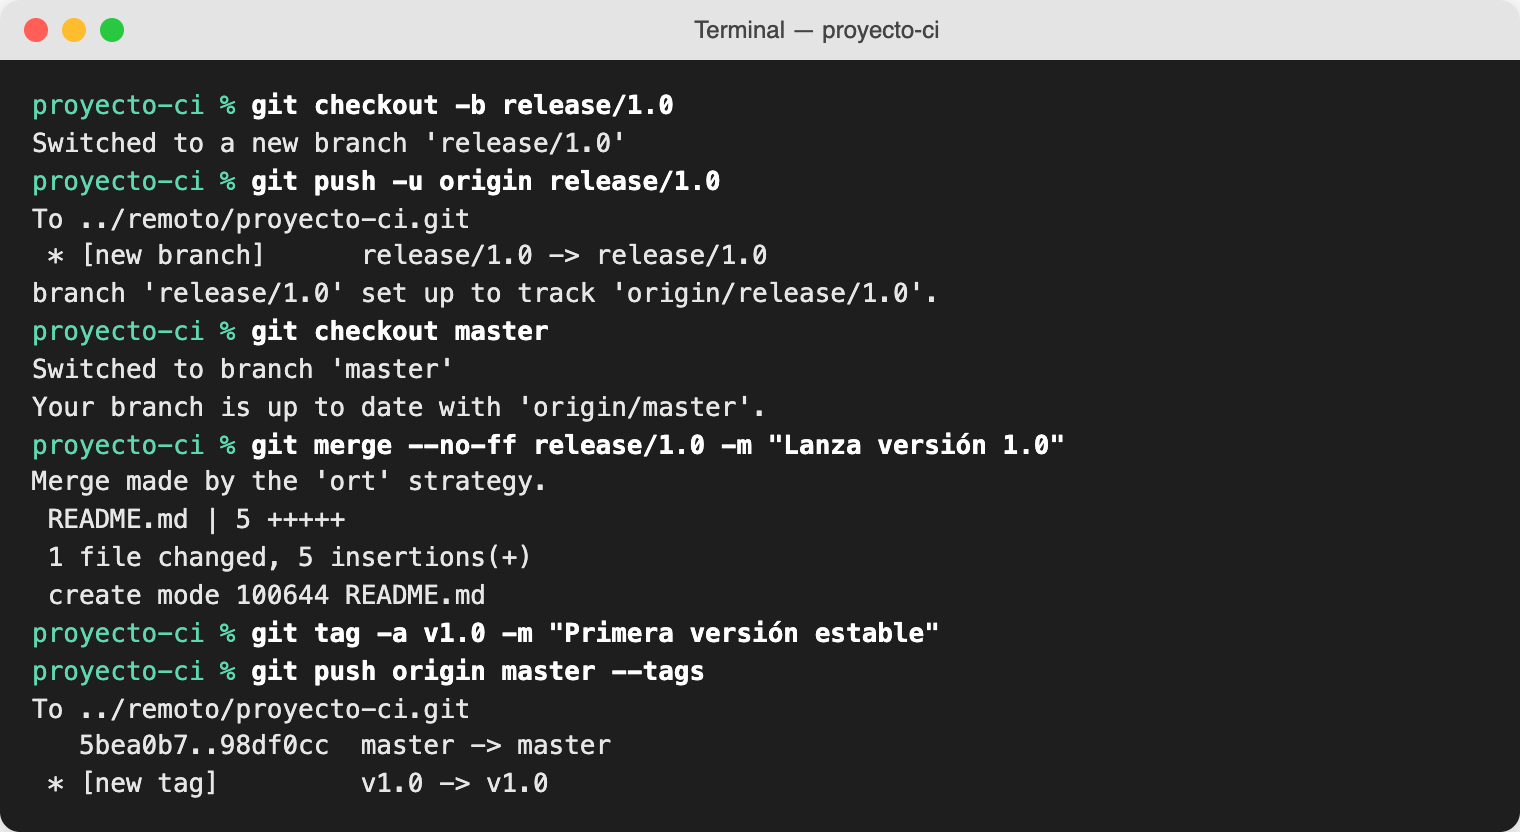 Terminal — proyecto-ci
proyecto-ci % git checkout -b release/1.0
Switched to a new branch 'release/1.0'
proyecto-ci % git push -u origin release/1.0
To ../remoto/proyecto-ci.git
 * [new branch]      release/1.0 -> release/1.0
branch 'release/1.0' set up to track 'origin/release/1.0'.
proyecto-ci % git checkout master
Switched to branch 'master'
Your branch is up to date with 'origin/master'.
proyecto-ci % git merge --no-ff release/1.0 -m "Lanza versión 1.0"
Merge made by the 'ort' strategy.
 README.md | 5 +++++
 1 file changed, 5 insertions(+)
 create mode 100644 README.md
proyecto-ci % git tag -a v1.0 -m "Primera versión estable"
proyecto-ci % git push origin master --tags
To ../remoto/proyecto-ci.git
   5bea0b7..98df0cc  master -> master
 * [new tag]         v1.0 -> v1.0